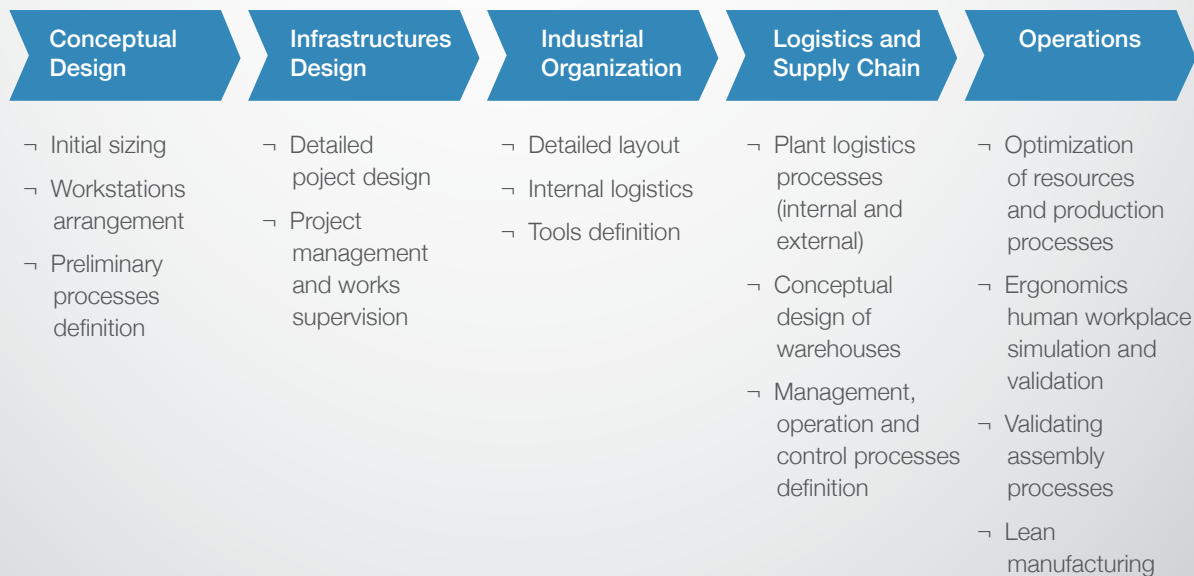 Conceptual
Design
¬ Initial sizing
¬ Workstations
arrangement
¬ Preliminary
processes
definition
Infrastructures
Design
¬ Detailed
poject design
¬ Project
management
and works
supervision
Industrial
Organization
¬ Detailed layout
¬ Internal logistics
¬ Tools definition
Logistics and
Supply Chain
¬ Plant logistics
processes
(internal and
external)
¬ Conceptual
design of
warehouses
¬ Management,
operation and
control processes
definition
Operations
¬ Optimization
of resources
and production
processes
¬ Ergonomics
human workplace
simulation and
validation
¬ Validating
assembly
processes
¬ Lean
manufacturing